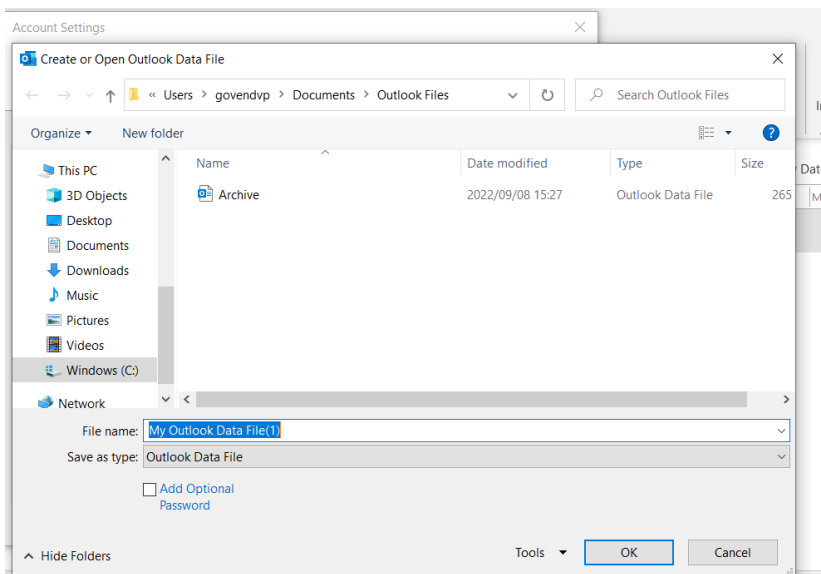 Account Settings
Create or Open Outlook Data File
« Users > govendvp > Documents > Outlook Files
Search Outlook Files
Organize
New folder
?
Name
Date modified
Type
Size
Archive
2022/09/08 15:27
Outlook Data File
265
This PC
3D Objects
Desktop
Documents
Downloads
Music
Pictures
Videos
Windows (C:)
Network
File name: My Outlook Data File(1)
Save as type: Outlook Data File
Add Optional
Password
Hide Folders
Tools
OK
Cancel
Dat